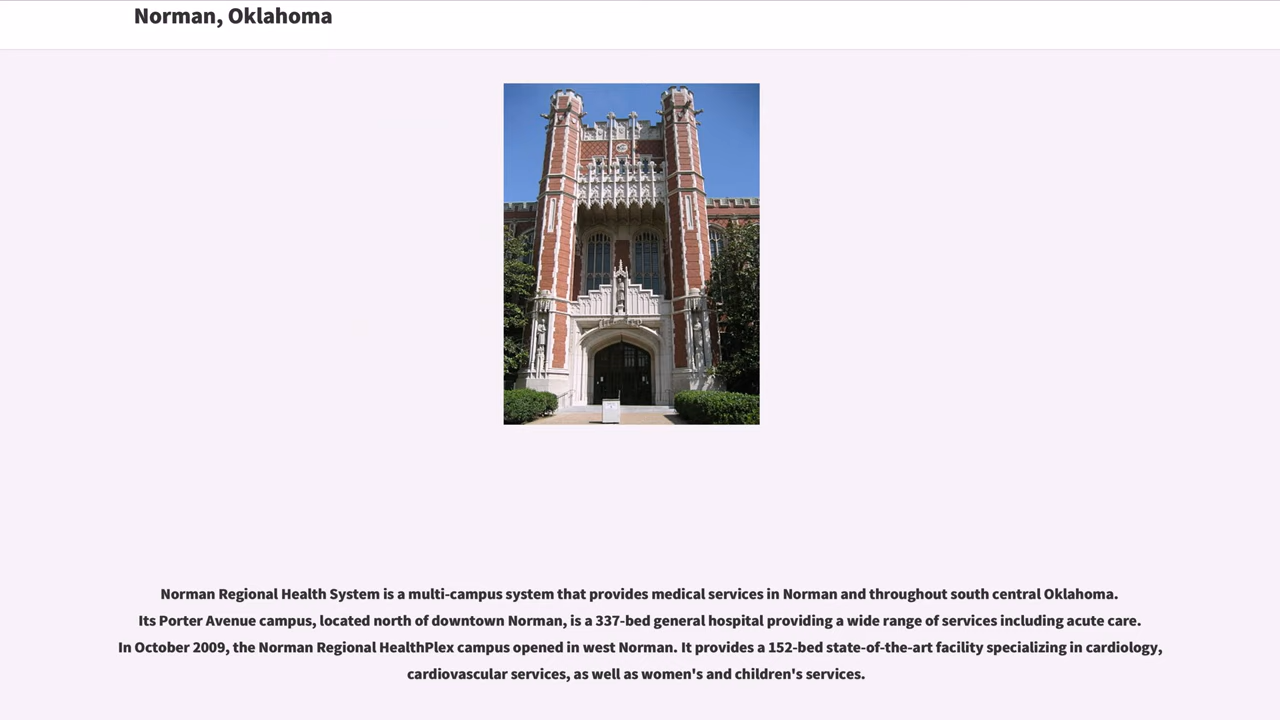 Norman, Oklahoma
Norman Regional Health System is a multi-campus system that provides medical services in Norman and throughout south central Oklahoma.
Its Porter Avenue campus, located north of downtown Norman, is a 337-bed general hospital providing a wide range of services including acute care.
In October 2009, the Norman Regional HealthPlex campus opened in west Norman. It provides a 152-bed state-of-the-art facility specializing in cardiology,
cardiovascular services, as well as women's and children's services.